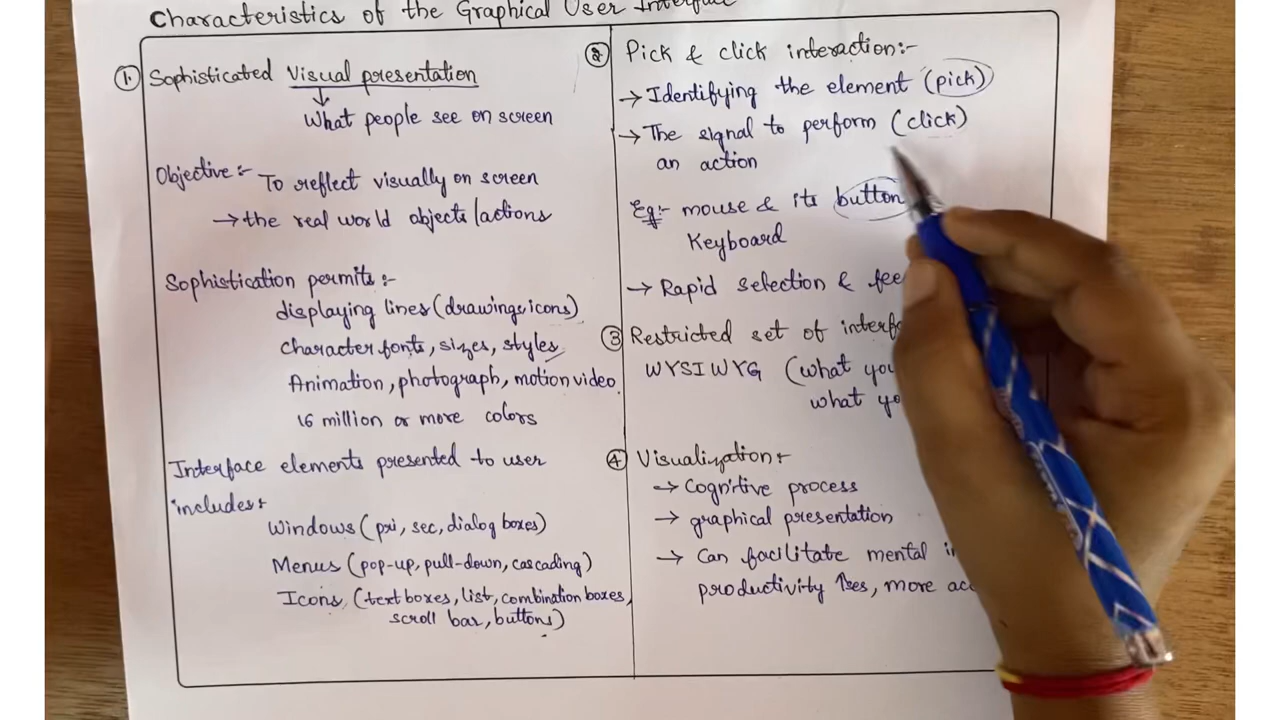 Characteristics of the Graphical User Interface
① Sophisticated Visual presentation
↓
What people see on screen
Objective :- To reflect visually on screen
→ the real world objects/actions
Sophistication permits :-
displaying lines (drawings, icons)
Character fonts, sizes, styles
Animation, photograph, motion video.
16 million or more colors
Interface elements presented to user
includes :-
Windows (pri, sec, dialog boxes)
Menus (pop-up, pull-down, cascading)
Icons, (text boxes, list, combination boxes,
scroll bar, buttons)
② Pick & click interaction :-
→ Identifying the element (pick)
→ The signal to perform (click)
an action
Eg :- mouse & its button
Keyboard
→ Rapid selection &
③ Restricted set of
WYSIWYG (what you
what
④ Visualization :-
→ Cognitive process
→ graphical presentation
→ Can facilitate mental
productivity ↑ses, more